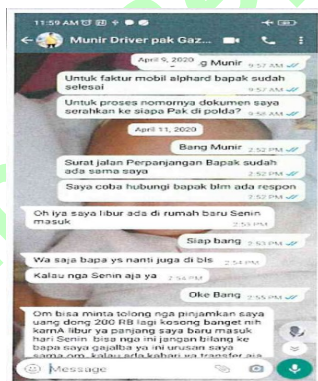 11:59 AM
Munir Driver pak Gaz...
April 9, 2020
g Munir 9:57 AM
Untuk faktur mobil alphard bapak sudah
selesai 9:57 AM
Untuk proses nomornya dokumen saya
serahkan ke siapa Pak di polda? 9:58 AM
April 11, 2020
Bang Munir 2:52 PM
Surat jalan Perpanjangan Bapak sudah
ada sama saya 2:52 PM
Saya coba hubungi bapak blm ada respon
2:52 PM
Oh iya saya libur ada di rumah baru Senin
masuk 2:53 PM
Siap bang 2:53 PM
Wa saja bapa ys nanti juga di bls 2:54 PM
Kalau nga Senin aja ya 2:54 PM
Oke Bang 2:55 PM
Om bisa minta tolong nga pinjamkan saya
uang dong 200 RB lagi kosong banget nih
karnA libur ya panjang saya baru masuk
hari Senin bisa nga ini jangan bilang ke
bapa saya gajalba ya ini urusan saya
sama om kalau ada kabari ya transfer aja
Message